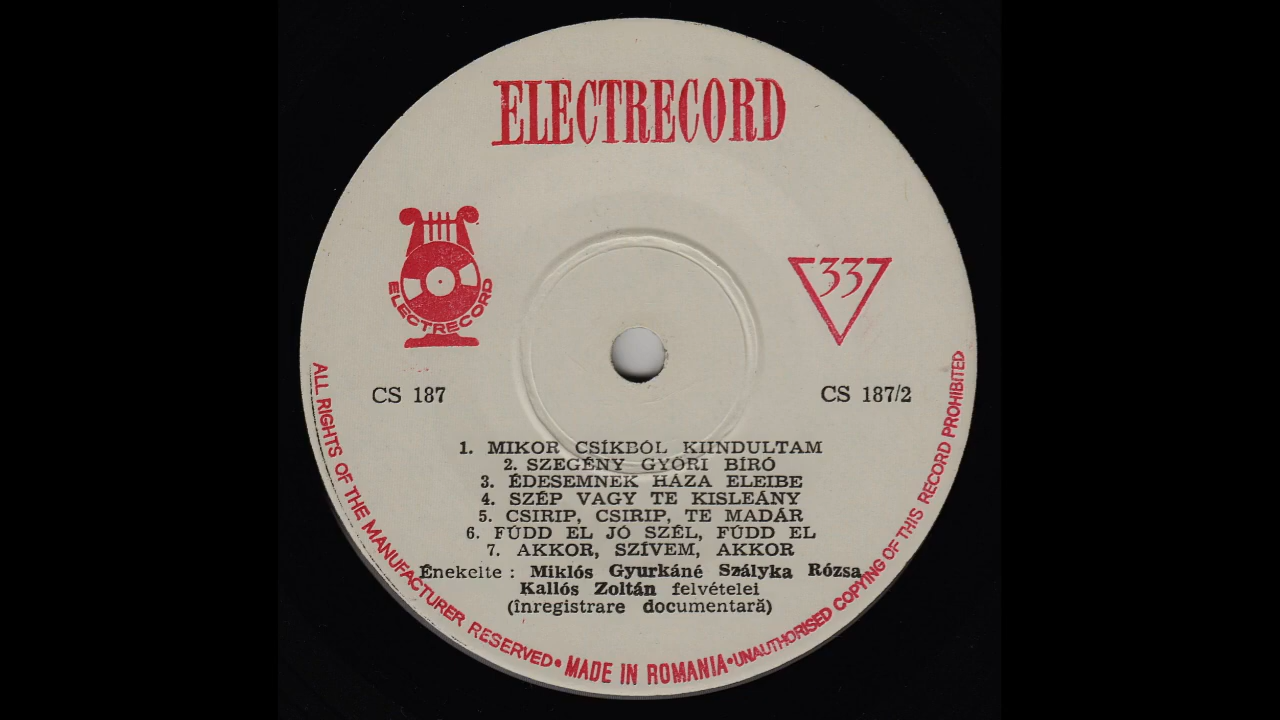 ELECTRECORD
ELECTRECORD
33
CS 187
CS 187/2
1. MIKOR CSÍKBÓL KIINDULTAM
2. SZEGÉNY GYŐRI BÍRÓ
3. ÉDESEMNEK HÁZA ELEIBE
4. SZÉP VAGY TE KISLEÁNY
5. CSIRIP, CSIRIP, TE MADÁR
6. FÚDD EL JÓ SZÉL, FÚDD EL
7. AKKOR, SZÍVEM, AKKOR
Énekelte : Miklós Gyurkáné Szályka Rózsa
Kallós Zoltán felvételei
(înregistrare documentară)
ALL RIGHTS OF THE MANUFACTURER RESERVED • MADE IN ROMANIA • UNAUTHORISED COPYING OF THIS RECORD PROHIBITED